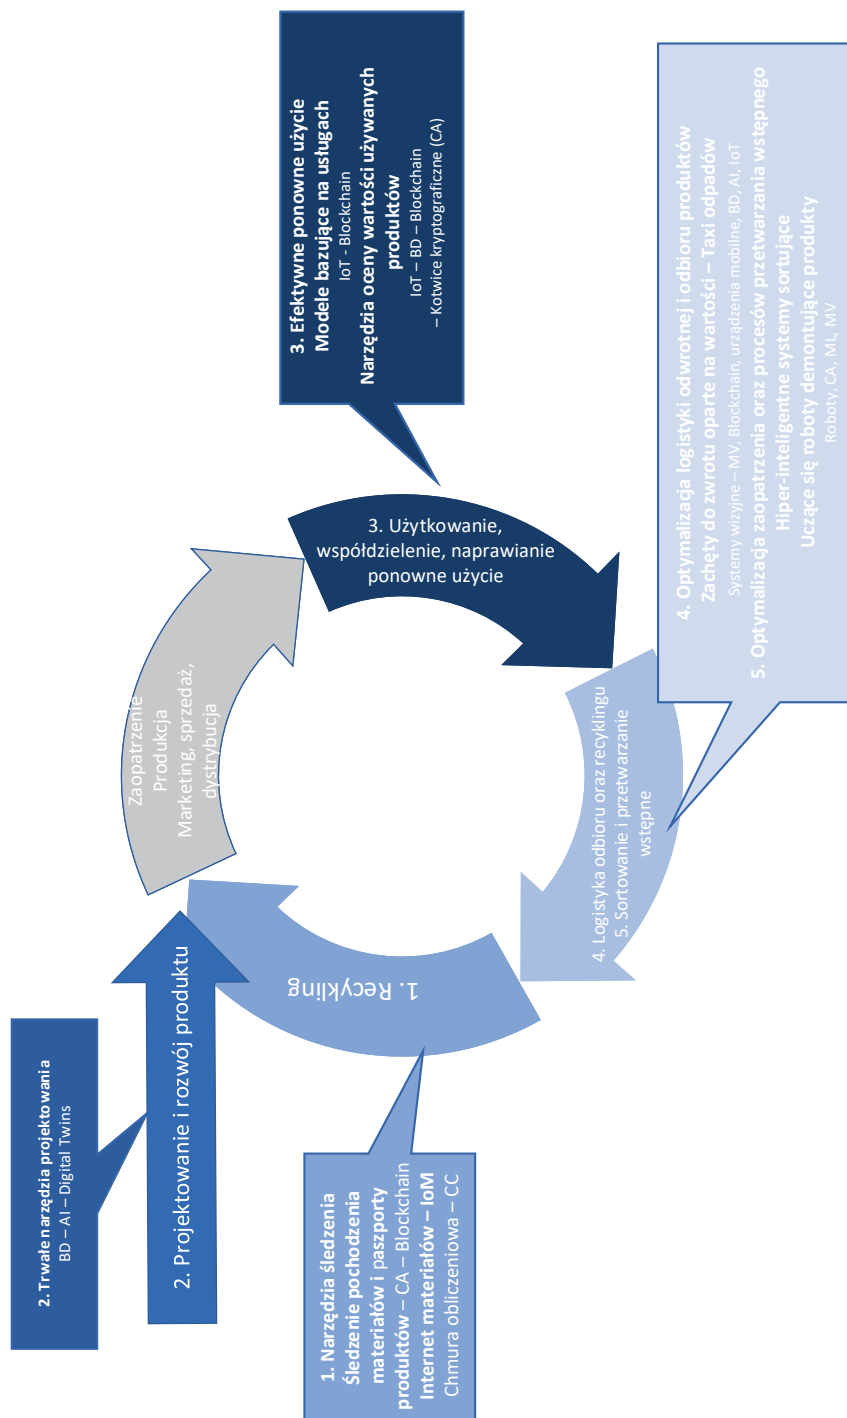 2. Trwałe narzędzia projektowania
BD – AI – Digital Twins
2. Projektowanie i rozwój produktu
Zaopatrzenie
Produkcja
Marketing, sprzedaż,
dystrybucja
3. Efektywne ponowne użycie
Modele bazujące na usługach
IoT - Blockchain
Narzędzia oceny wartości używanych
produktów
IoT – BD – Blockchain
– Kotwice kryptograficzne (CA)
3. Użytkowanie,
współdzielenie, naprawianie
ponowne użycie
1. Recykling
1. Narzędzia śledzenia
Śledzenie pochodzenia
materiałów i paszporty
produktów – CA – Blockchain
Internet materiałów – IoM
Chmura obliczeniowa – CC
4. Logistyka odbioru oraz recyklingu
5. Sortowanie i przetwarzanie
wstępne
4. Optymalizacja logistyki odwrotnej i odbioru produktów
Zachęty do zwrotu oparte na wartości – Taxi odpadów
Systemy wizyjne – MV, Blockchain, urządzenia mobilne, BD, AI, IoT
5. Optymalizacja zaopatrzenia oraz procesów przetwarzania wstępnego
Hiper-inteligentne systemy sortujące
Uczące się roboty demontujące produkty
Roboty, CA, ML, MV